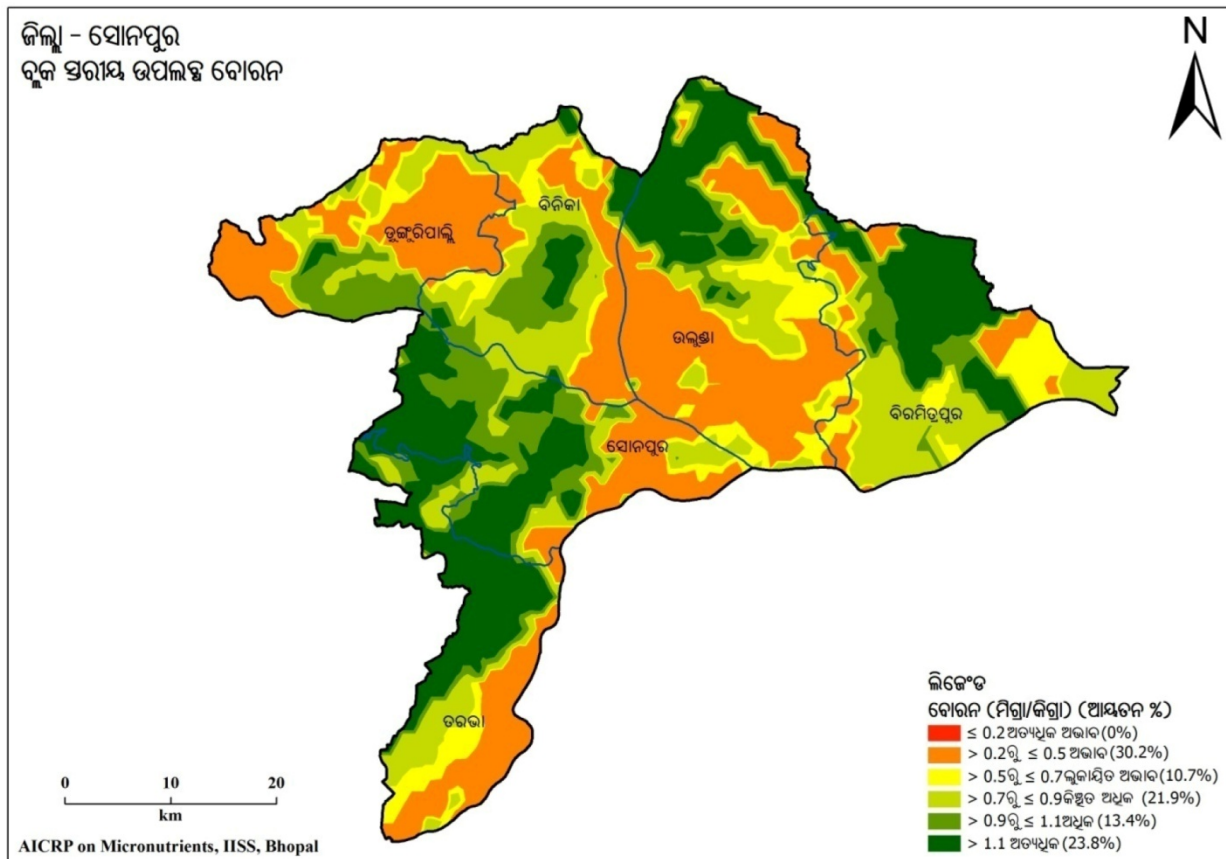 ଜିଲ୍ଲା - ସୋନପୁର
ବ୍ଲକ ସ୍ତରୀୟ ଉପଲବ୍ଧ ବୋରନ
N
ବିନିକା
ଡୁଙ୍ଗୁରିପାଲ୍ଲି
ଉଲୁଣ୍ଡା
ବିରମିତ୍ରପୁର
ସୋନପୁର
ତରଭା
ଲିଜେଂଡ
ବୋରନ (ମିଗ୍ରା/କିଗ୍ରା) (ଆୟତନ %)
≤ 0.2 ଅତ୍ୟଧିକ ଅଭାବ (0%)
> 0.2ରୁ ≤ 0.5 ଅଭାବ (30.2%)
> 0.5ରୁ ≤ 0.7 ଲୁକାୟିତ ଅଭାବ (10.7%)
> 0.7ରୁ ≤ 0.9 କିଞ୍ଚିତ ଅଧିକ (21.9%)
> 0.9ରୁ ≤ 1.1 ଅଧିକ (13.4%)
> 1.1 ଅତ୍ୟଧିକ (23.8%)
0 10 20
km
AICRP on Micronutrients, IISS, Bhopal